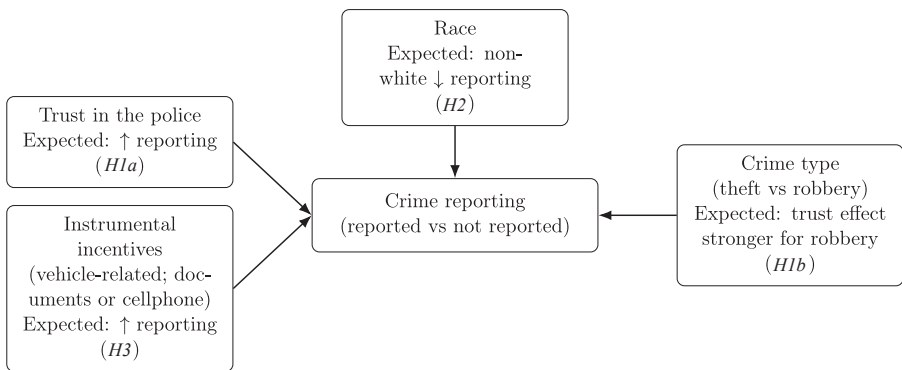 Race
Expected: non-
white ↓ reporting
(H2)
Trust in the police
Expected: ↑ reporting
(H1a)
Crime reporting
(reported vs not reported)
Crime type
(theft vs robbery)
Expected: trust effect
stronger for robbery
(H1b)
Instrumental
incentives
(vehicle-related; doc-
uments or cellphone)
Expected: ↑ reporting
(H3)